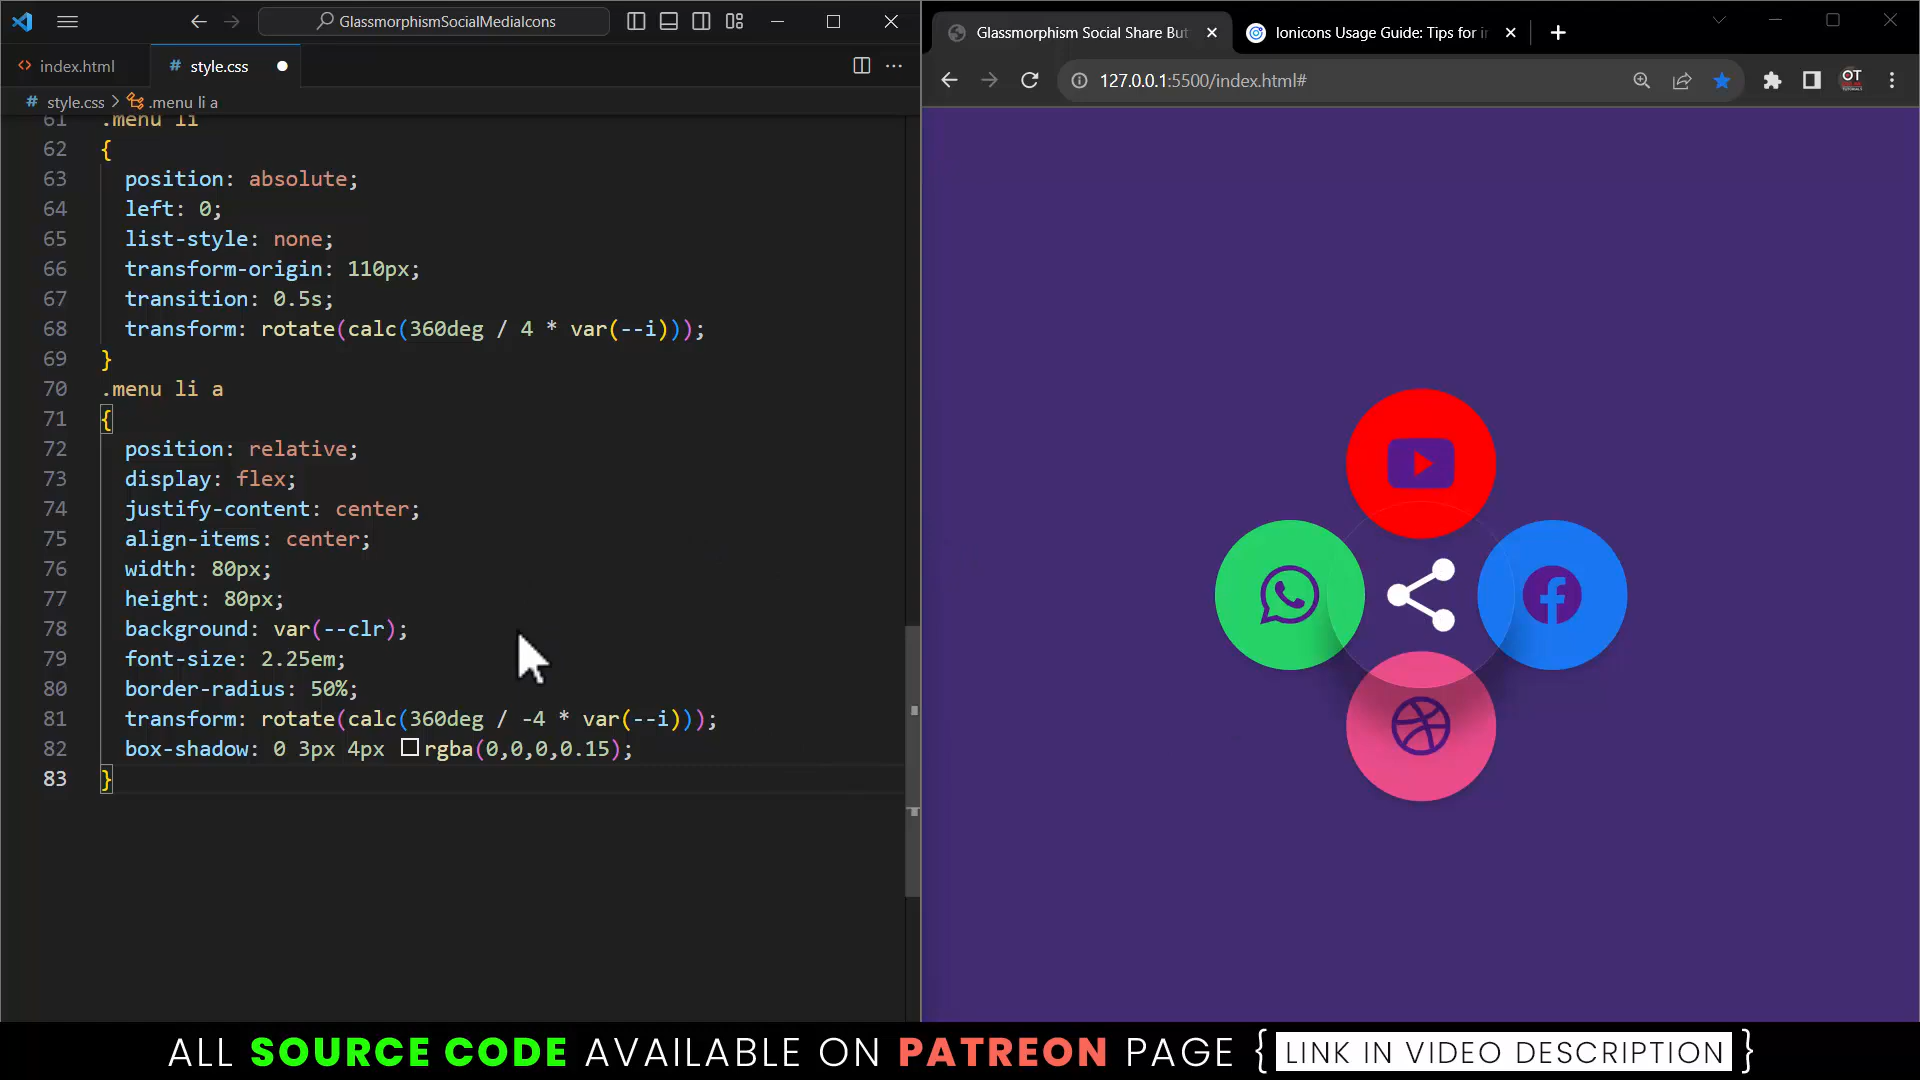 GlassmorphismSocialMediaIcons
index.html
# style.css
# style.css > .menu li a
61 .menu li
62 {
63 position: absolute;
64 left: 0;
65 list-style: none;
66 transform-origin: 110px;
67 transition: 0.5s;
68 transform: rotate(calc(360deg / 4 * var(--i)));
69 }
70 .menu li a
71 {
72 position: relative;
73 display: flex;
74 justify-content: center;
75 align-items: center;
76 width: 80px;
77 height: 80px;
78 background: var(--clr);
79 font-size: 2.25em;
80 border-radius: 50%;
81 transform: rotate(calc(360deg / -4 * var(--i)));
82 box-shadow: 0 3px 4px rgba(0,0,0,0.15);
83 }
Glassmorphism Social Share But
Ionicons Usage Guide: Tips for i
127.0.0.1:5500/index.html#
OT
ALL SOURCE CODE AVAILABLE ON PATREON PAGE { LINK IN VIDEO DESCRIPTION }